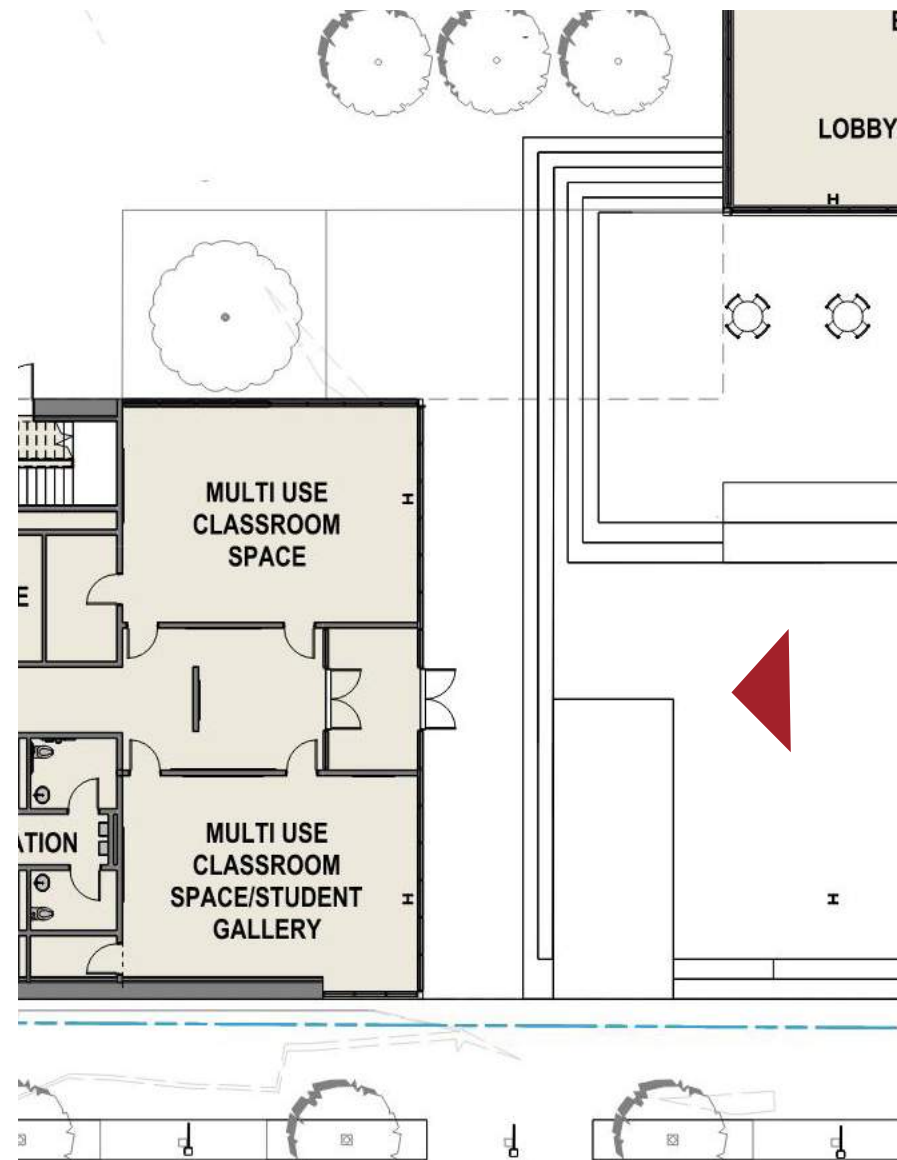 LOBBY
MULTI USE
CLASSROOM
SPACE
MULTI USE
CLASSROOM
SPACE/STUDENT
GALLERY